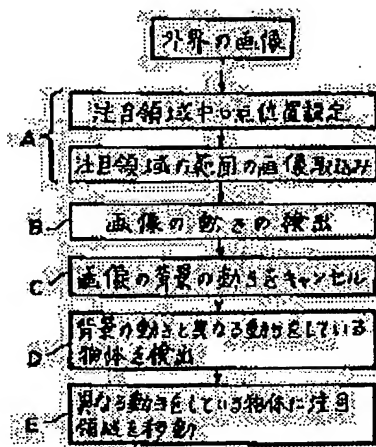 外界の画像
A
注目領域中心点位置設定
注目領域の範囲の画像取込み
B
画像の動きの検出
C
画像の背景の動きをキャンセル
D
背景の動きと異なる動きをしている
物体を検出
E
異なる動きをしている物体に注目
領域を移動